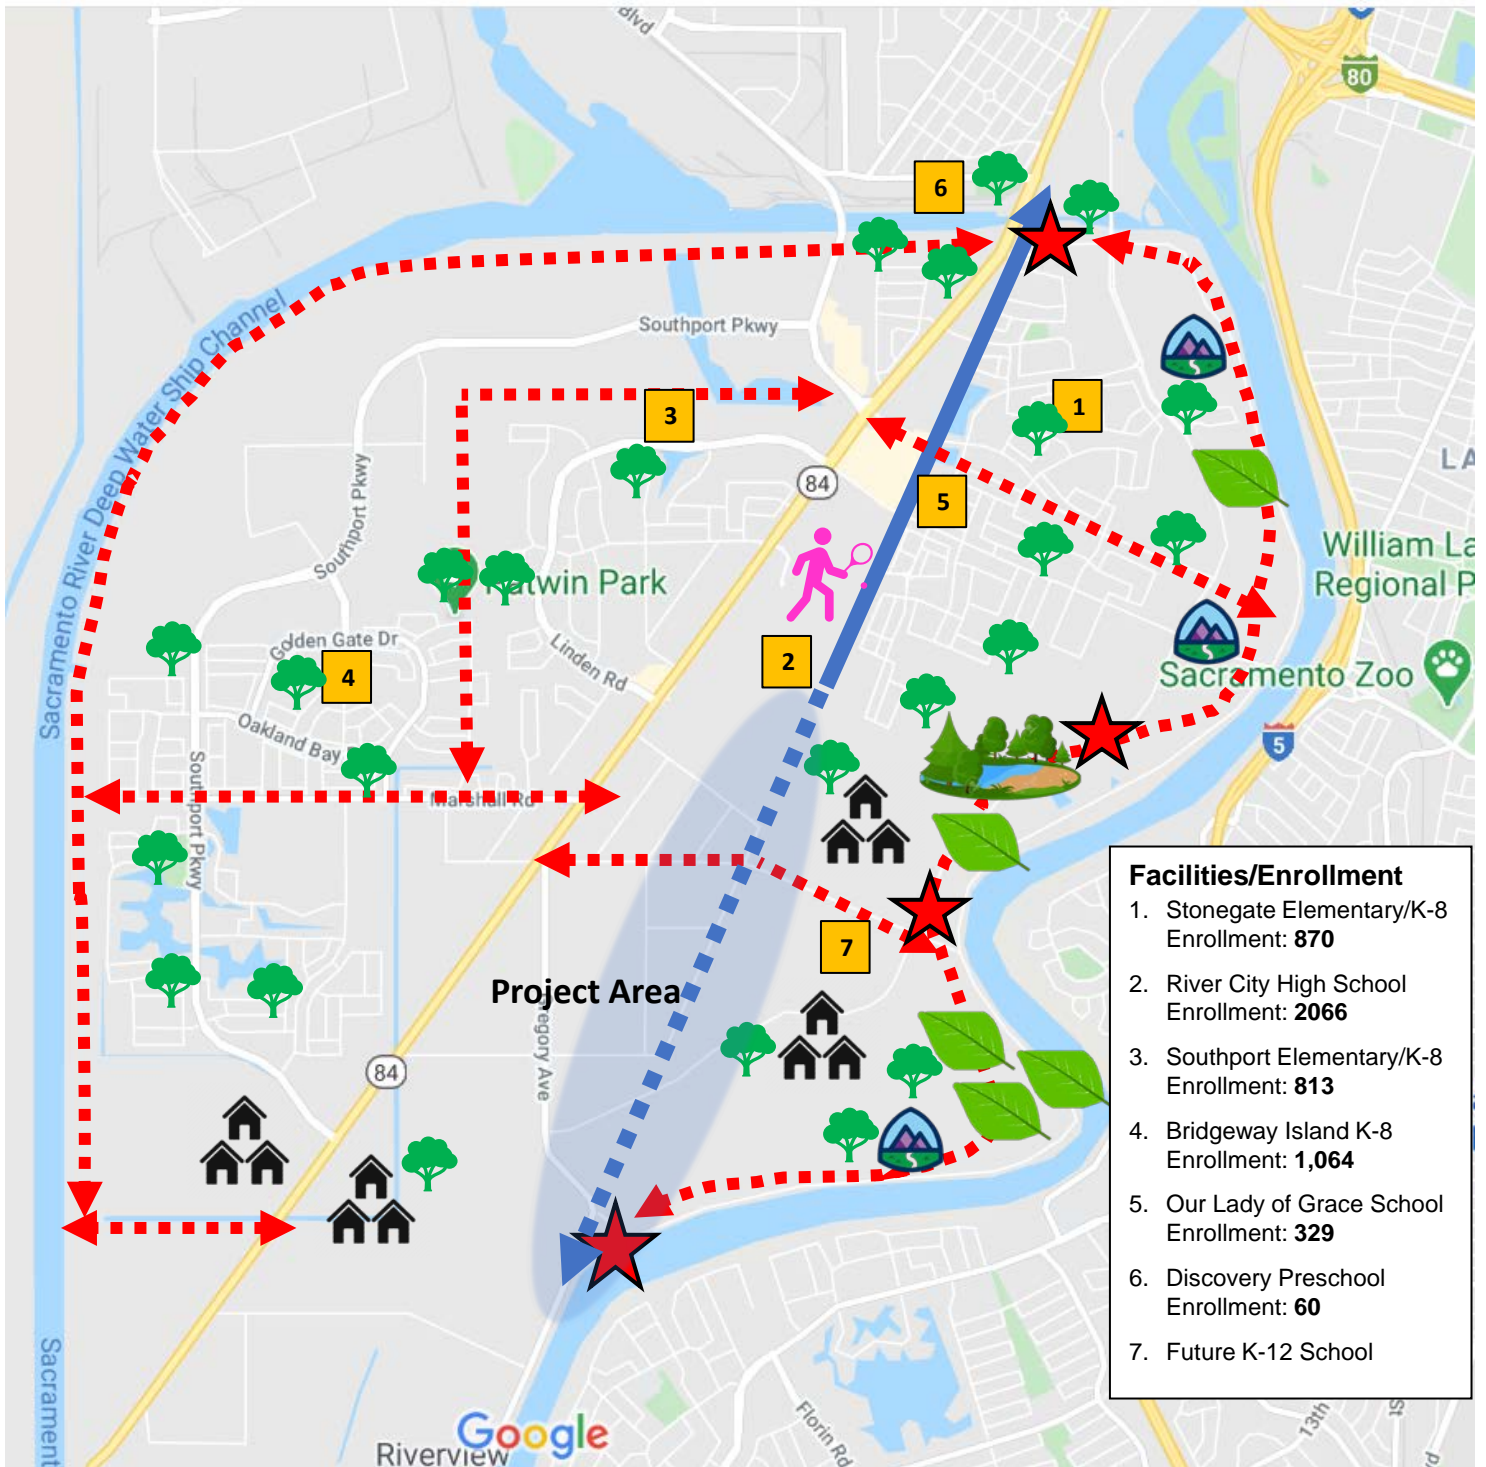 Blvd
80
6
Southport Pkwy
Sacramento River Deep Water Ship Channel
3
1
LA
84
5
Southport Pkwy
William La
Regional P
Patwin Park
Golden Gate Dr
Linden Rd
2
4
Sacramento Zoo
Oakland Bay
5
Southport Pkwy
Marshall Rd
7
Project Area
Gregory Ave
84
Facilities/Enrollment
1. Stonegate Elementary/K-8
Enrollment: 870
2. River City High School
Enrollment: 2066
3. Southport Elementary/K-8
Enrollment: 813
4. Bridgeway Island K-8
Enrollment: 1,064
5. Our Lady of Grace School
Enrollment: 329
6. Discovery Preschool
Enrollment: 60
7. Future K-12 School
Sacrament
Florin Rd
13th
St
Google
Riverview